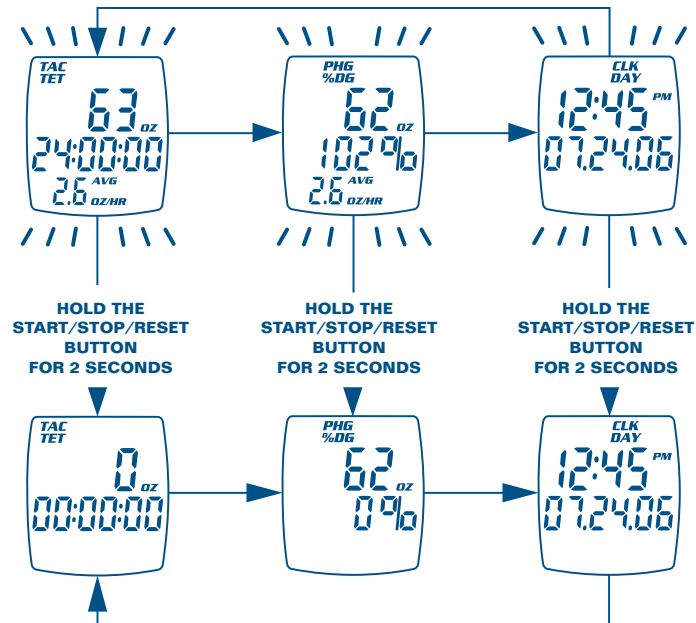 TAC
TET
63 OZ
24:00:00
2.6 AVG OZ/HR
PHG
%DG
62 OZ
102%
2.6 AVG OZ/HR
CLK
DAY
12:45 PM
07.24.06
HOLD THE
START/STOP/RESET
BUTTON
FOR 2 SECONDS
HOLD THE
START/STOP/RESET
BUTTON
FOR 2 SECONDS
HOLD THE
START/STOP/RESET
BUTTON
FOR 2 SECONDS
TAC
TET
0 OZ
00:00:00
PHG
%DG
62 OZ
0%
CLK
DAY
12:45 PM
07.24.06